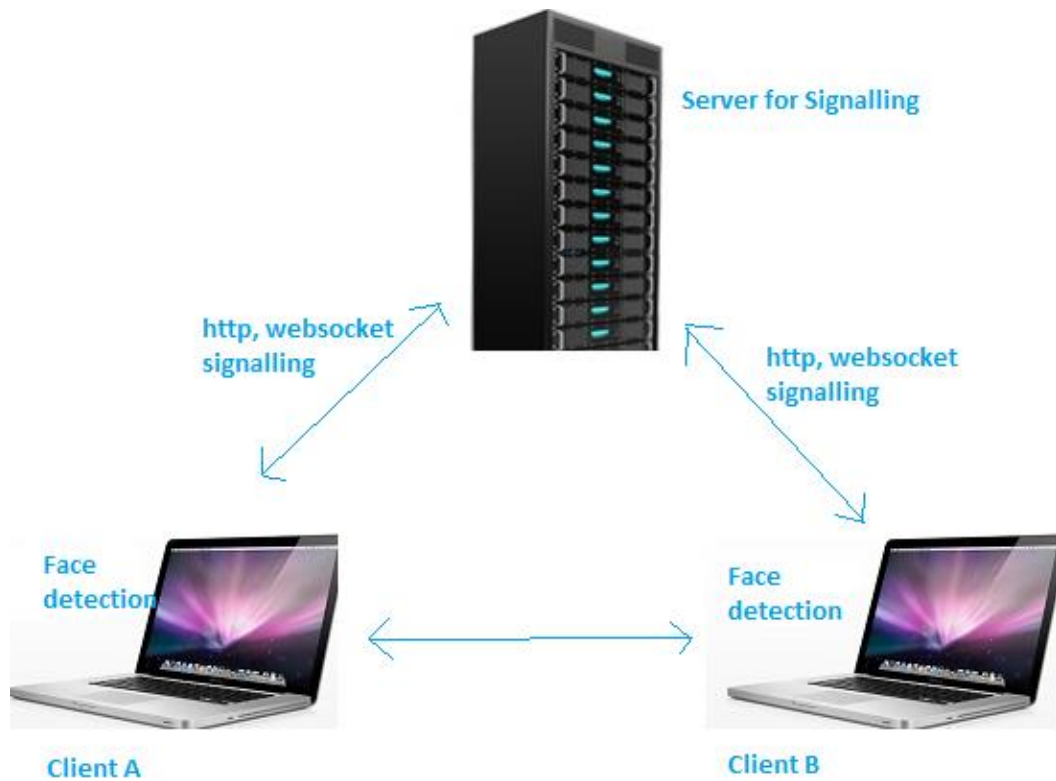 Server for Signalling
http, websocket
signalling
http, websocket
signalling
Face
detection
Face
detection
Client A
Client B